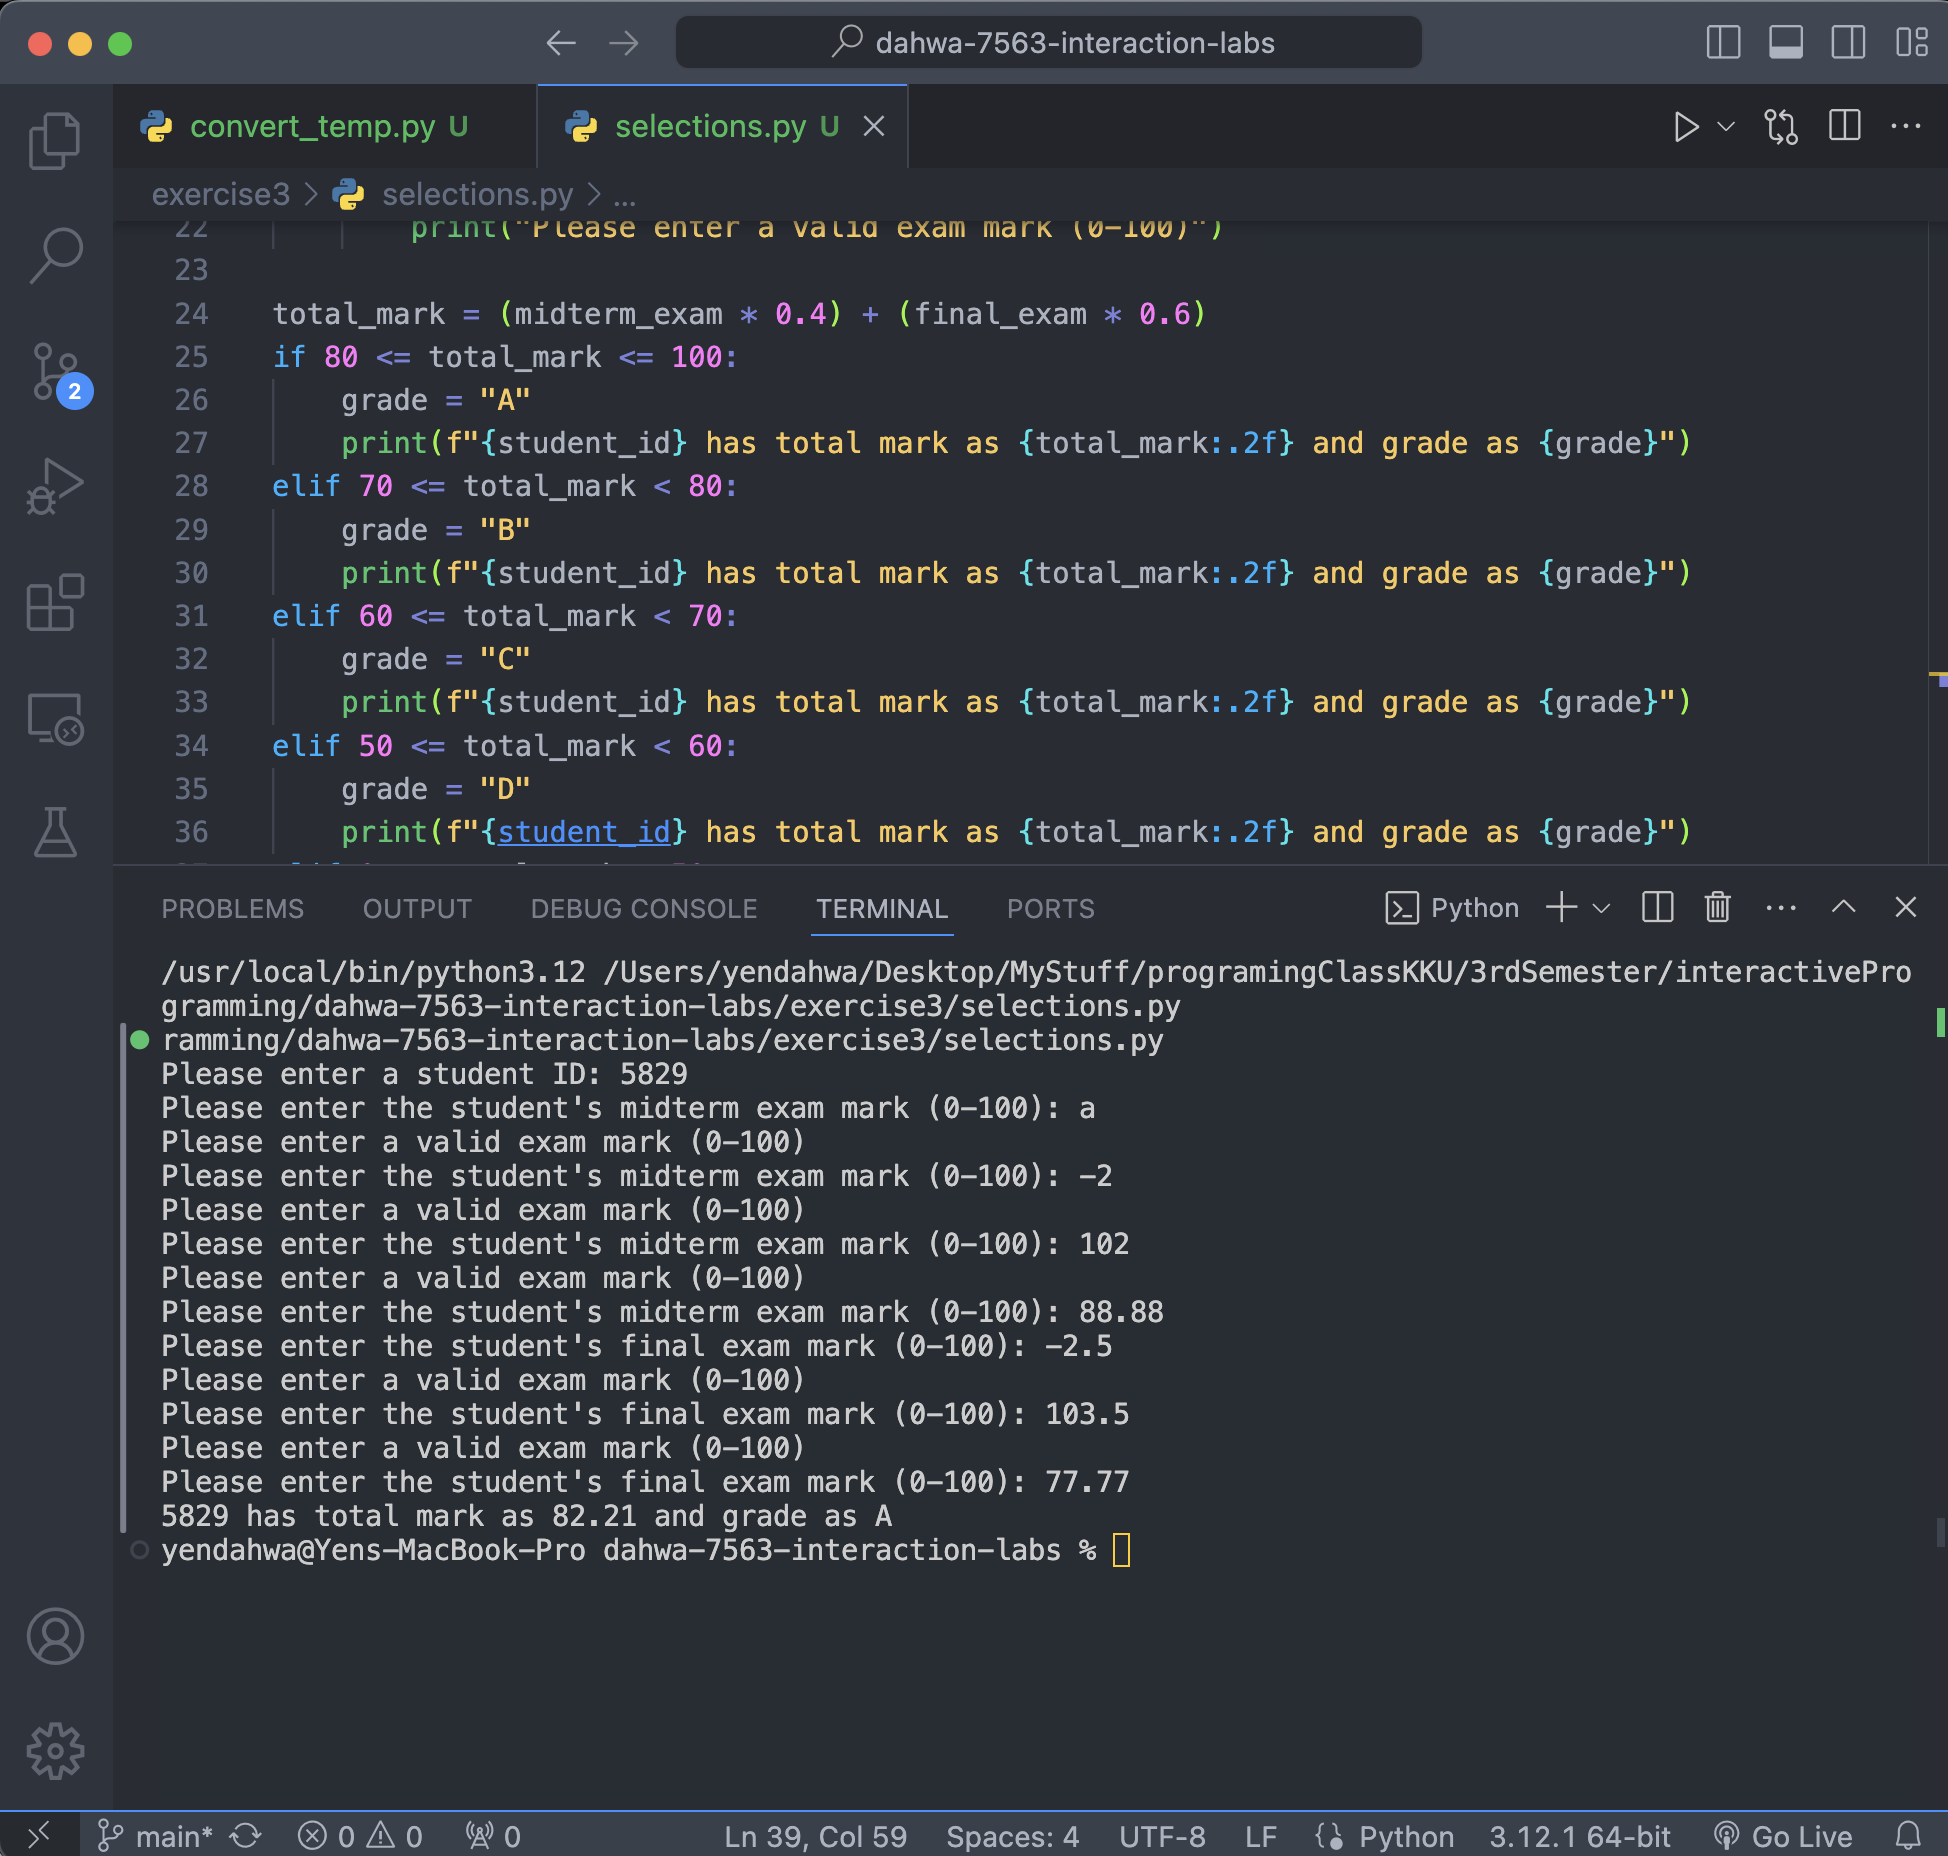 dahwa-7563-interaction-labs
convert_temp.py U
selections.py U
exercise3 > selections.py > ...
22 print("Please enter a valid exam mark (0-100)")
23
24 total_mark = (midterm_exam * 0.4) + (final_exam * 0.6)
25 if 80 <= total_mark <= 100:
26 grade = "A"
27 print(f"{student_id} has total mark as {total_mark:.2f} and grade as {grade}")
28 elif 70 <= total_mark < 80:
29 grade = "B"
30 print(f"{student_id} has total mark as {total_mark:.2f} and grade as {grade}")
31 elif 60 <= total_mark < 70:
32 grade = "C"
33 print(f"{student_id} has total mark as {total_mark:.2f} and grade as {grade}")
34 elif 50 <= total_mark < 60:
35 grade = "D"
36 print(f"{student_id} has total mark as {total_mark:.2f} and grade as {grade}")
2
PROBLEMS OUTPUT DEBUG CONSOLE TERMINAL PORTS Python
/usr/local/bin/python3.12 /Users/yendahwa/Desktop/MyStuff/programingClassKKU/3rdSemester/interactivePro
gramming/dahwa-7563-interaction-labs/exercise3/selections.py
ramming/dahwa-7563-interaction-labs/exercise3/selections.py
Please enter a student ID: 5829
Please enter the student's midterm exam mark (0-100): a
Please enter a valid exam mark (0-100)
Please enter the student's midterm exam mark (0-100): -2
Please enter a valid exam mark (0-100)
Please enter the student's midterm exam mark (0-100): 102
Please enter a valid exam mark (0-100)
Please enter the student's midterm exam mark (0-100): 88.88
Please enter the student's final exam mark (0-100): -2.5
Please enter a valid exam mark (0-100)
Please enter the student's final exam mark (0-100): 103.5
Please enter a valid exam mark (0-100)
Please enter the student's final exam mark (0-100): 77.77
5829 has total mark as 82.21 and grade as A
yendahwa@Yens-MacBook-Pro dahwa-7563-interaction-labs %
main* 0 0 0 Ln 39, Col 59 Spaces: 4 UTF-8 LF Python 3.12.1 64-bit Go Live